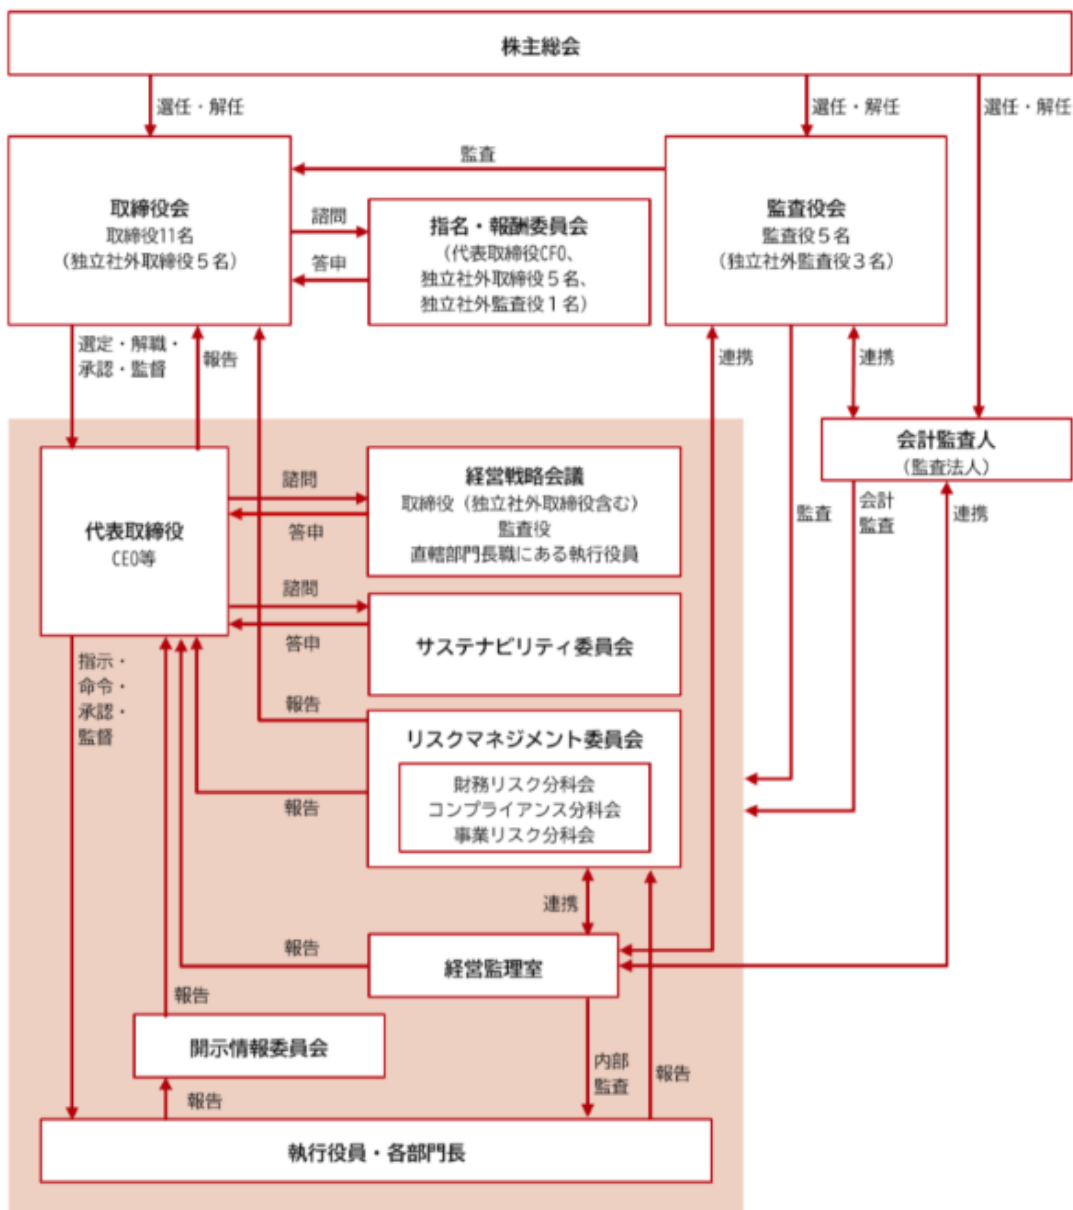 株主総会
選任・解任
選任・解任
選任・解任
取締役会
取締役11名
（独立社外取締役５名）
監査
諮問
答申
指名・報酬委員会
（代表取締役CFO、
独立社外取締役５名、
独立社外監査役１名）
監査役会
監査役５名
（独立社外監査役３名）
選定・解職・
承認・監督
報告
連携
連携
会計監査人
（監査法人）
代表取締役
CEO等
諮問
答申
経営戦略会議
取締役（独立社外取締役含む）
監査役
直轄部門長職にある執行役員
監査
会計
監査
連携
諮問
答申
サステナビリティ委員会
指示・
命令・
承認・
監督
報告
リスクマネジメント委員会
財務リスク分科会
コンプライアンス分科会
事業リスク分科会
報告
連携
報告
経営監理室
報告
開示情報委員会
内部
監査
報告
報告
執行役員・各部門長